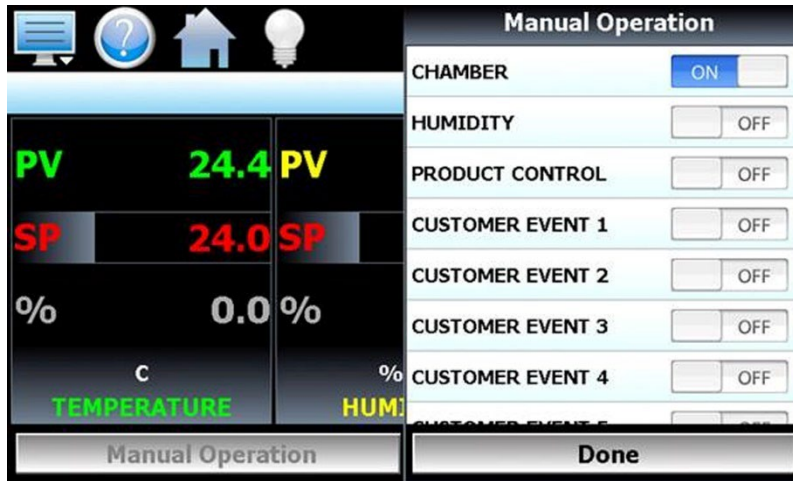 ?
Manual Operation
CHAMBER ON
HUMIDITY OFF
PRODUCT CONTROL OFF
CUSTOMER EVENT 1 OFF
CUSTOMER EVENT 2 OFF
CUSTOMER EVENT 3 OFF
CUSTOMER EVENT 4 OFF
Done
PV 24.4
SP 24.0
% 0.0
C
TEMPERATURE
PV
SP
%
%
Manual Operation